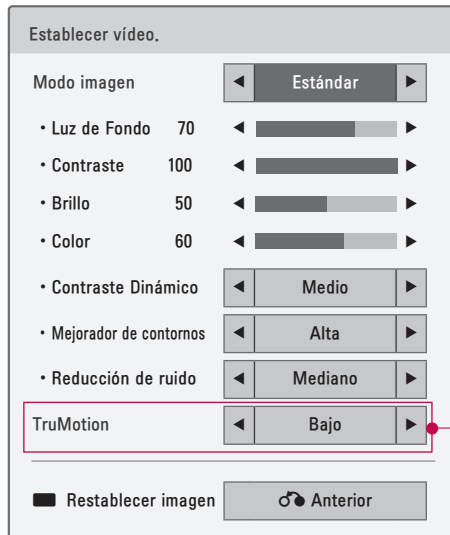 Establecer vídeo.
Modo imagen Estándar
• Luz de Fondo 70
• Contraste 100
• Brillo 50
• Color 60
• Contraste Dinámico Medio
• Mejorador de contornos Alta
• Reducción de ruido Mediano
TruMotion Bajo
Restablecer imagen Anterior